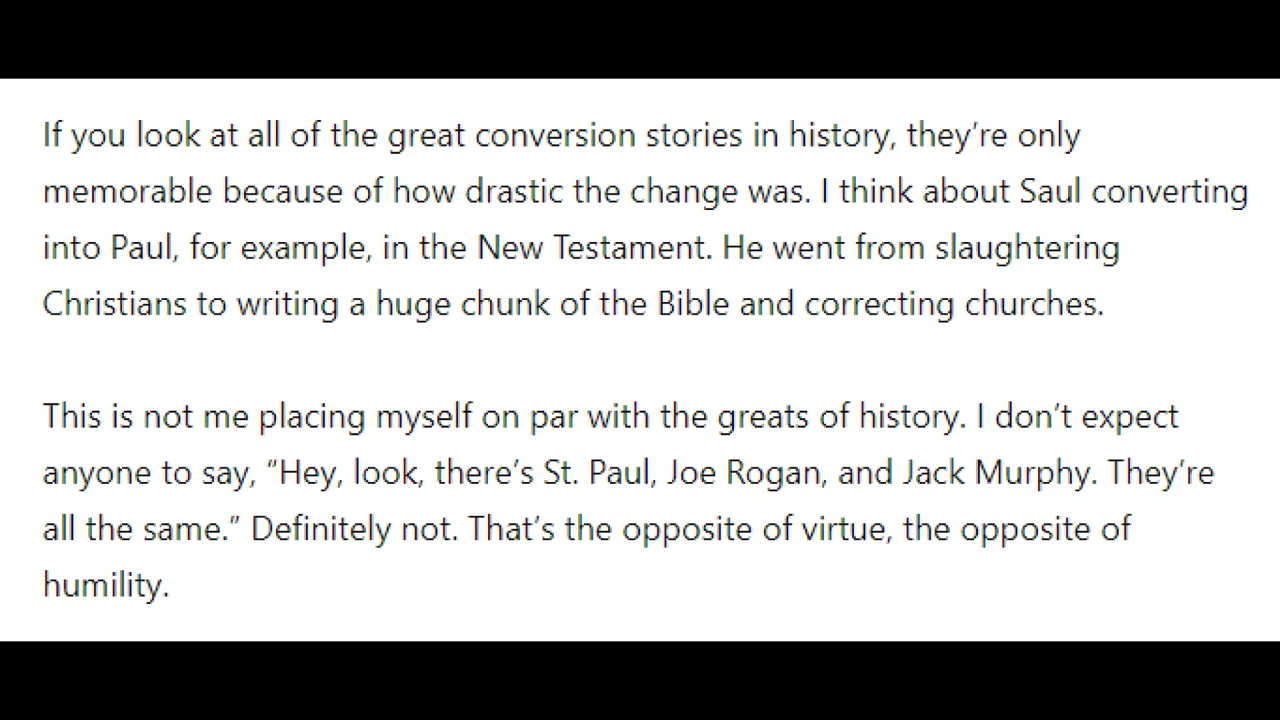 If you look at all of the great conversion stories in history, they’re only
memorable because of how drastic the change was. I think about Saul converting
into Paul, for example, in the New Testament. He went from slaughtering
Christians to writing a huge chunk of the Bible and correcting churches.
This is not me placing myself on par with the greats of history. I don’t expect
anyone to say, “Hey, look, there’s St. Paul, Joe Rogan, and Jack Murphy. They’re
all the same.” Definitely not. That’s the opposite of virtue, the opposite of
humility.